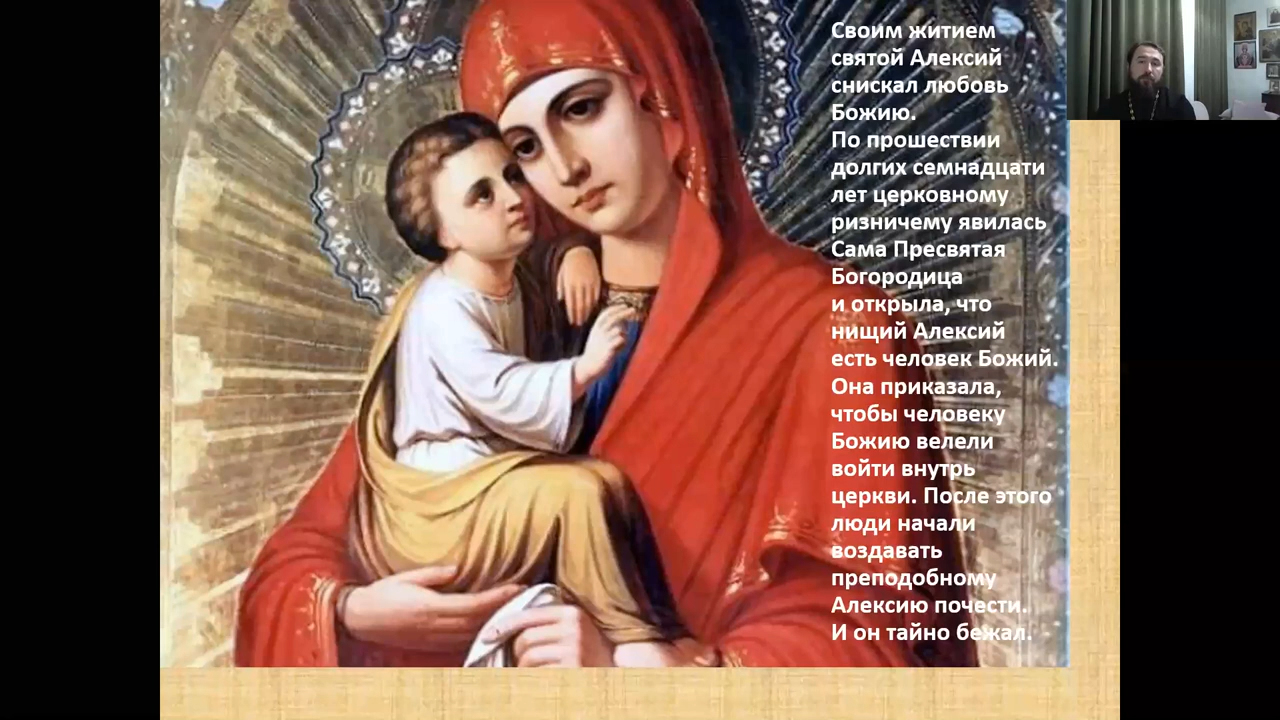 Своим житием
святой Алексий
снискал любовь
Божию.
По прошествии
долгих семнадцати
лет церковному
ризничему явилась
Сама Пресвятая
Богородица
и открыла, что
нищий Алексий
есть человек Божий.
Она приказала,
чтобы человеку
Божию велели
войти внутрь
церкви. После этого
люди начали
воздавать
преподобному
Алексию почести.
И он тайно бежал.